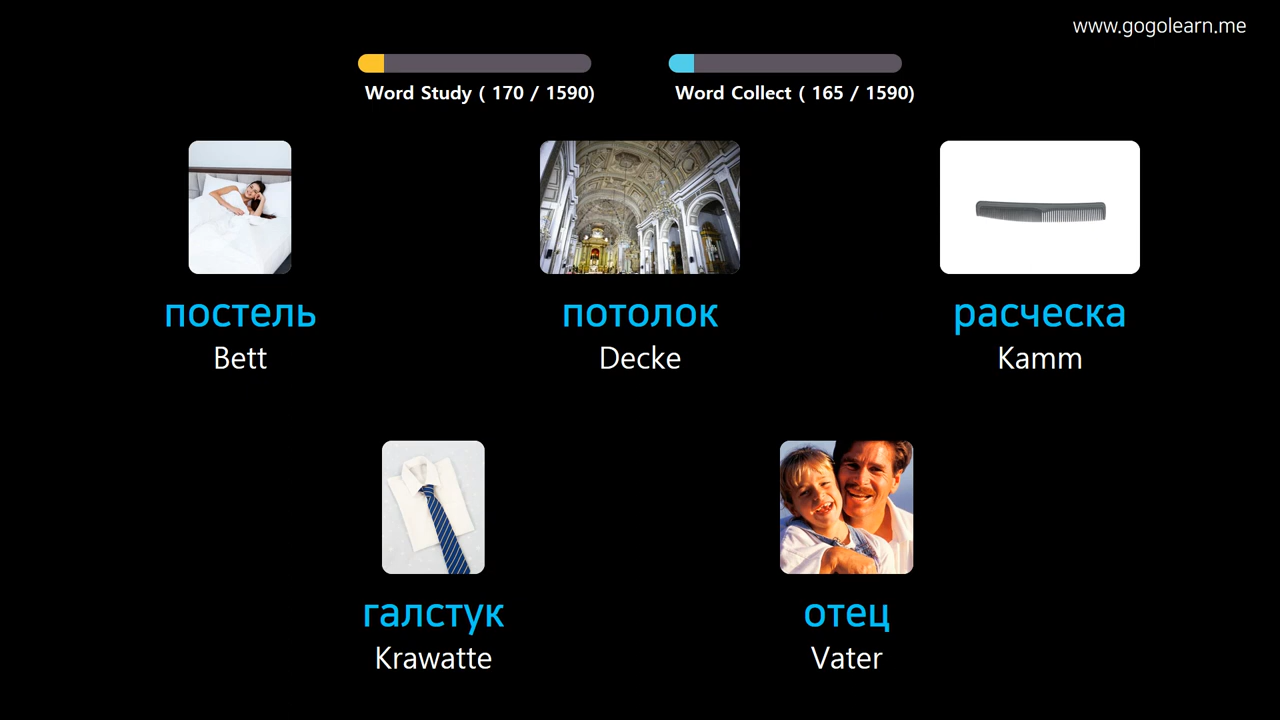 www.gogolearn.me
Word Study ( 170 / 1590)
Word Collect ( 165 / 1590)
постель
Bett
потолок
Decke
расческа
Kamm
галстук
Krawatte
отец
Vater